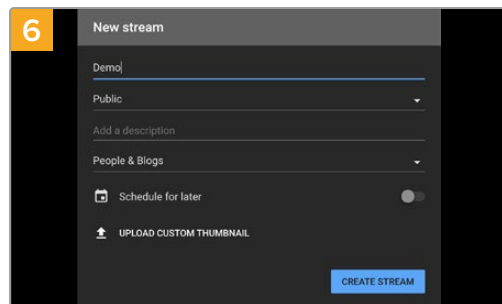 6
New stream
Demo
Public
Add a description
People & Blogs
Schedule for later
UPLOAD CUSTOM THUMBNAIL
CREATE STREAM